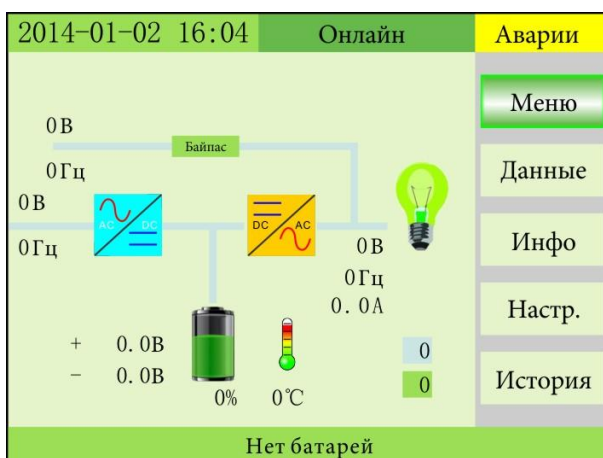 2014-01-02 16:04 Онлайн Аварии
Меню
0В
Байпас
0Гц
Данные
0В
AC DC
DC AC
0Гц
0В
Инфо
0Гц
0.0А
Настр.
+ 0.0В
0
- 0.0В
0
0% 0℃
История
Нет батарей